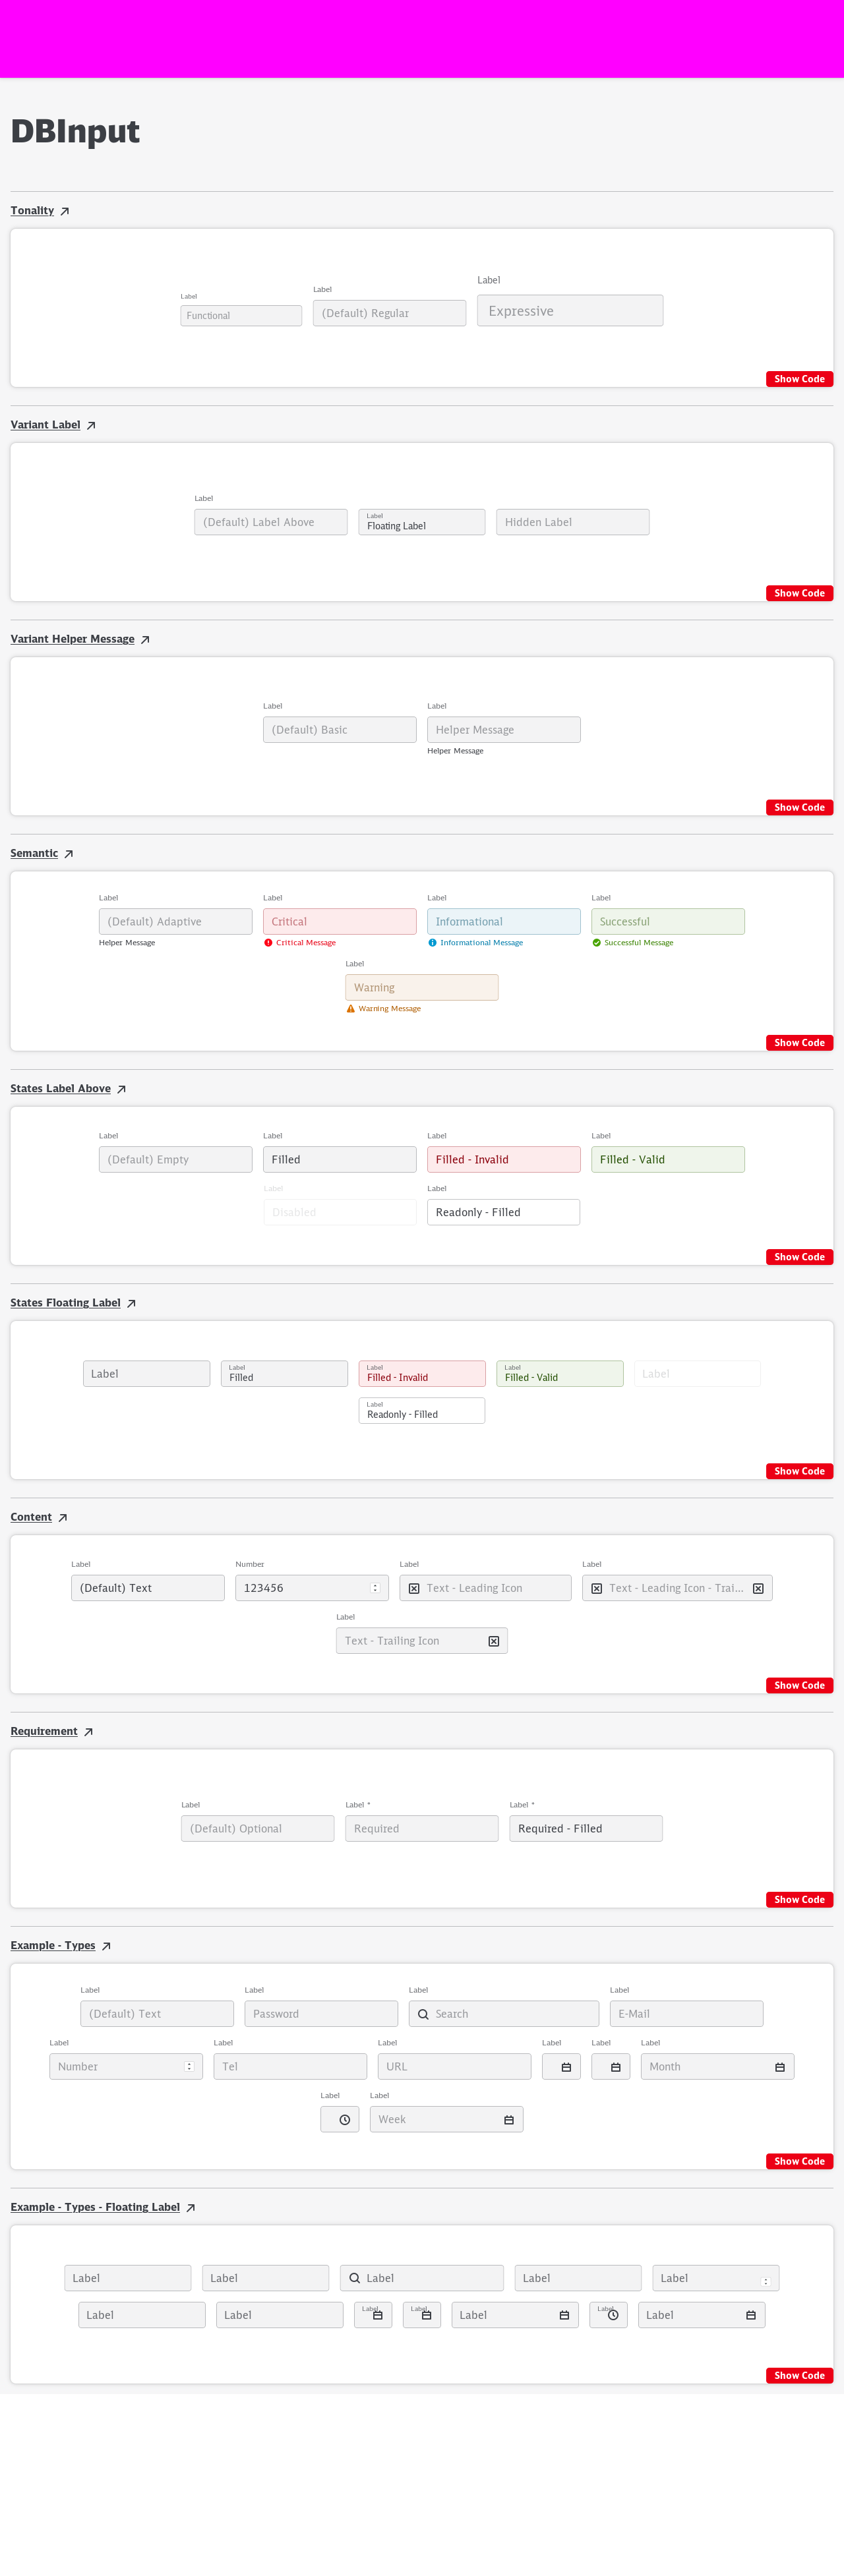 DBInput
Tonality
Label
Label
Label
Functional
(Default) Regular
Expressive
Show Code
Variant Label
Label
(Default) Label Above
Label
Floating Label
Hidden Label
Show Code
Variant Helper Message
Label
Label
(Default) Basic
Helper Message
Helper Message
Show Code
Semantic
Label
Label
Label
Label
(Default) Adaptive
Critical
Informational
Successful
Helper Message
Critical Message
Informational Message
Successful Message
Label
Warning
Warning Message
Show Code
States Label Above
Label
Label
Label
Label
(Default) Empty
Filled
Filled - Invalid
Filled - Valid
Label
Label
Disabled
Readonly - Filled
Show Code
States Floating Label
Label
Label
Filled
Label
Filled - Invalid
Label
Filled - Valid
Label
Label
Readonly - Filled
Show Code
Content
Label
Number
Label
Label
(Default) Text
123456
Text - Leading Icon
Text - Leading Icon - Trai...
Label
Text - Trailing Icon
Show Code
Requirement
Label
Label *
Label *
(Default) Optional
Required
Required - Filled
Show Code
Example - Types
Label
Label
Label
Label
(Default) Text
Password
Search
E-Mail
Label
Label
Label
Label
Label
Label
Number
Tel
URL
Month
Label
Label
Week
Show Code
Example - Types - Floating Label
Label
Label
Label
Label
Label
Label
Label
Label
Label
Label
Label
Label
Show Code